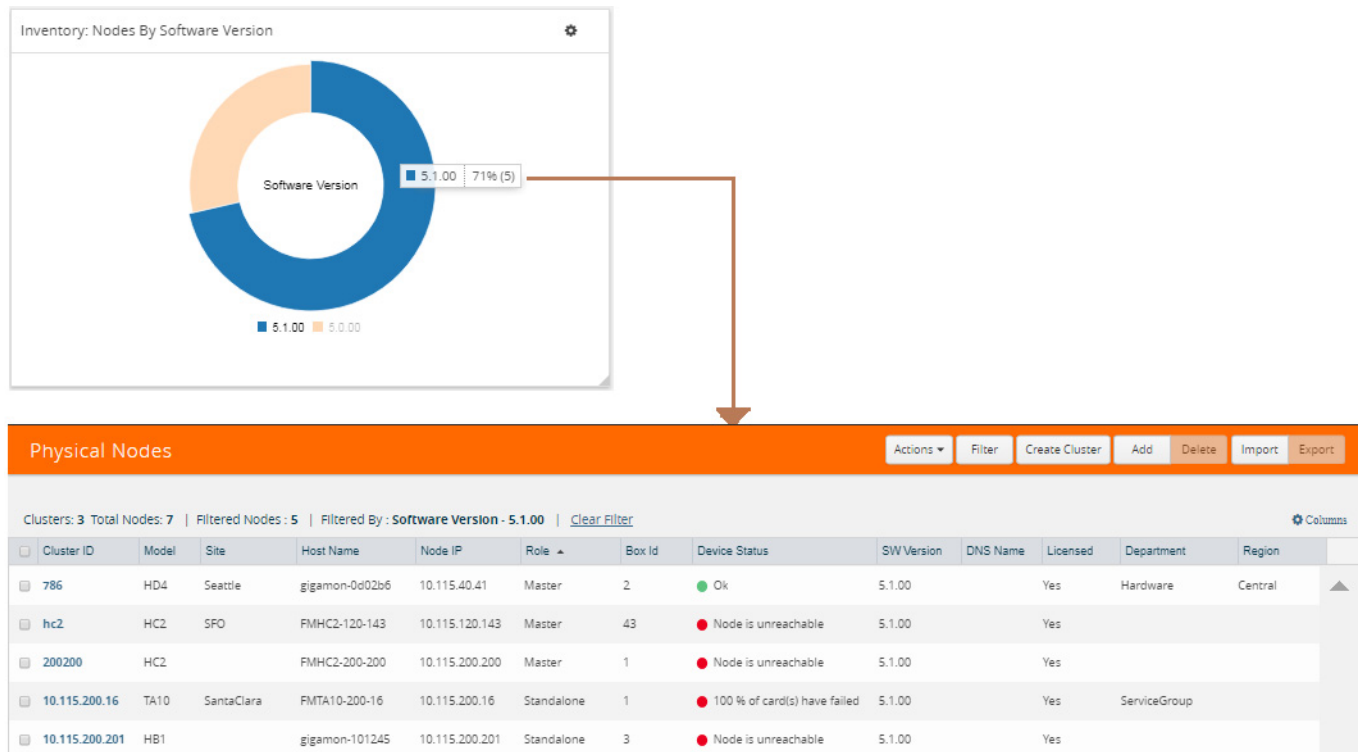 Inventory: Nodes By Software Version
Software Version
5.1.00 71% (5)
5.1.00 5.0.00
Physical Nodes Actions Filter Create Cluster Add Delete Import Export
Clusters: 3 Total Nodes: 7 | Filtered Nodes : 5 | Filtered By : Software Version - 5.1.00 | Clear Filter Columns
Cluster ID Model Site Host Name Node IP Role Box Id Device Status SW Version DNS Name Licensed Department Region
786 HD4 Seattle gigamon-0d02b6 10.115.40.41 Master 2 Ok 5.1.00 Yes Hardware Central
hc2 HC2 SFO FMHC2-120-143 10.115.120.143 Master 43 Node is unreachable 5.1.00 Yes
200200 HC2 FMHC2-200-200 10.115.200.200 Master 1 Node is unreachable 5.1.00 Yes
10.115.200.16 TA10 SantaClara FMTA10-200-16 10.115.200.16 Standalone 1 100 % of card(s) have failed 5.1.00 Yes ServiceGroup
10.115.200.201 HB1 gigamon-101245 10.115.200.201 Standalone 3 Node is unreachable 5.1.00 Yes